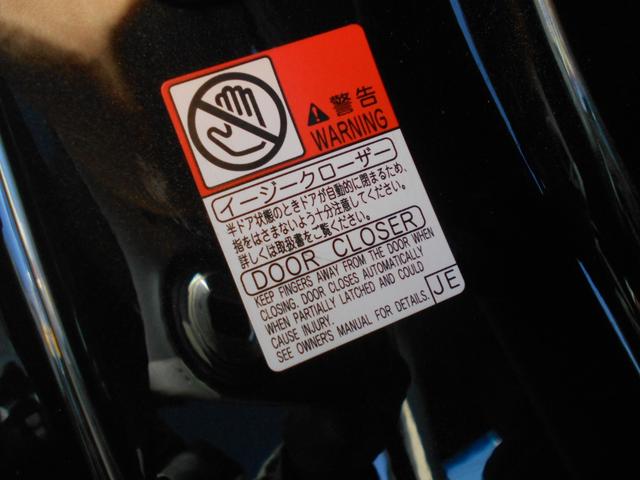 警告
WARNING
イージークローザー
半ドア状態のときドアが自動的に閉まるため、
指をはさまないよう十分注意してください。
詳しくは取扱書をご覧ください。
DOOR CLOSER
KEEP FINGERS AWAY FROM THE DOOR WHEN
CLOSING. DOOR CLOSES AUTOMATICALLY
WHEN PARTIALLY LATCHED AND COULD
CAUSE INJURY.
SEE OWNER'S MANUAL FOR DETAILS.
JE